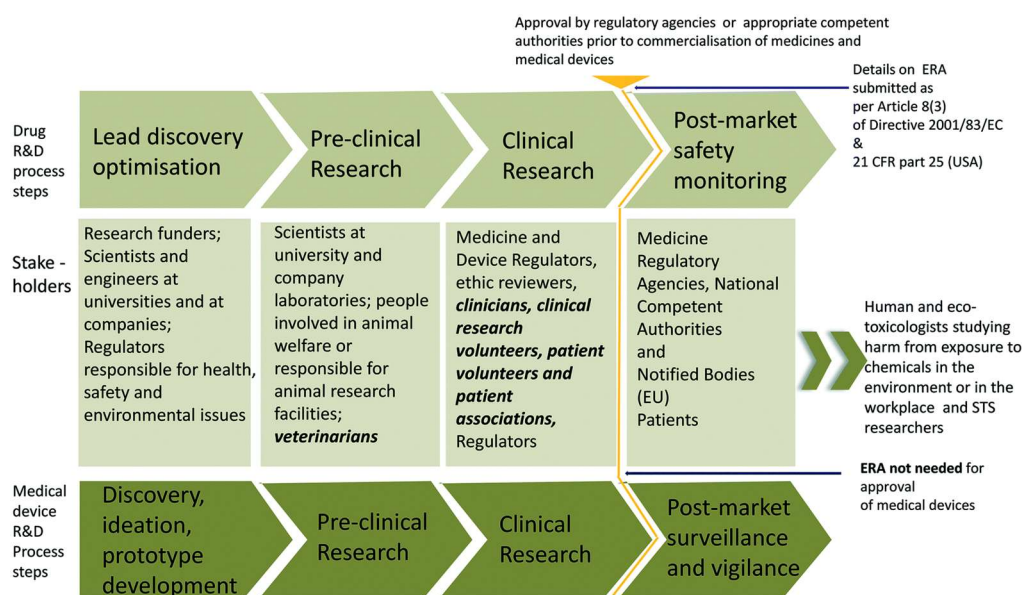 Approval by regulatory agencies or appropriate competent
authorities prior to commercialisation of medicines and
medical devices
Details on ERA
submitted as
per Article 8(3)
of Directive 2001/83/EC
&
21 CFR part 25 (USA)
Drug
R&D
process
steps
Lead discovery
optimisation
Pre-clinical
Research
Clinical
Research
Post-market
safety
monitoring
Stake -
holders
Research funders;
Scientists and
engineers at
universities and at
companies;
Regulators
responsible for health,
safety and
environmental issues
Scientists at
university and
company
laboratories; people
involved in animal
welfare or
responsible for
animal research
facilities;
veterinarians
Medicine and
Device Regulators,
ethic reviewers,
clinicians, clinical
research
volunteers, patient
volunteers and
patient
associations,
Regulators
Medicine
Regulatory
Agencies, National
Competent
Authorities
and
Notified Bodies
(EU)
Patients
Human and eco-
toxicologists studying
harm from exposure to
chemicals in the
environment or in the
workplace and STS
researchers
ERA not needed for
approval
of medical devices
Medical
device
R&D
Process
steps
Discovery,
ideation,
prototype
development
Pre-clinical
Research
Clinical
Research
Post-market
surveillance
and vigilance